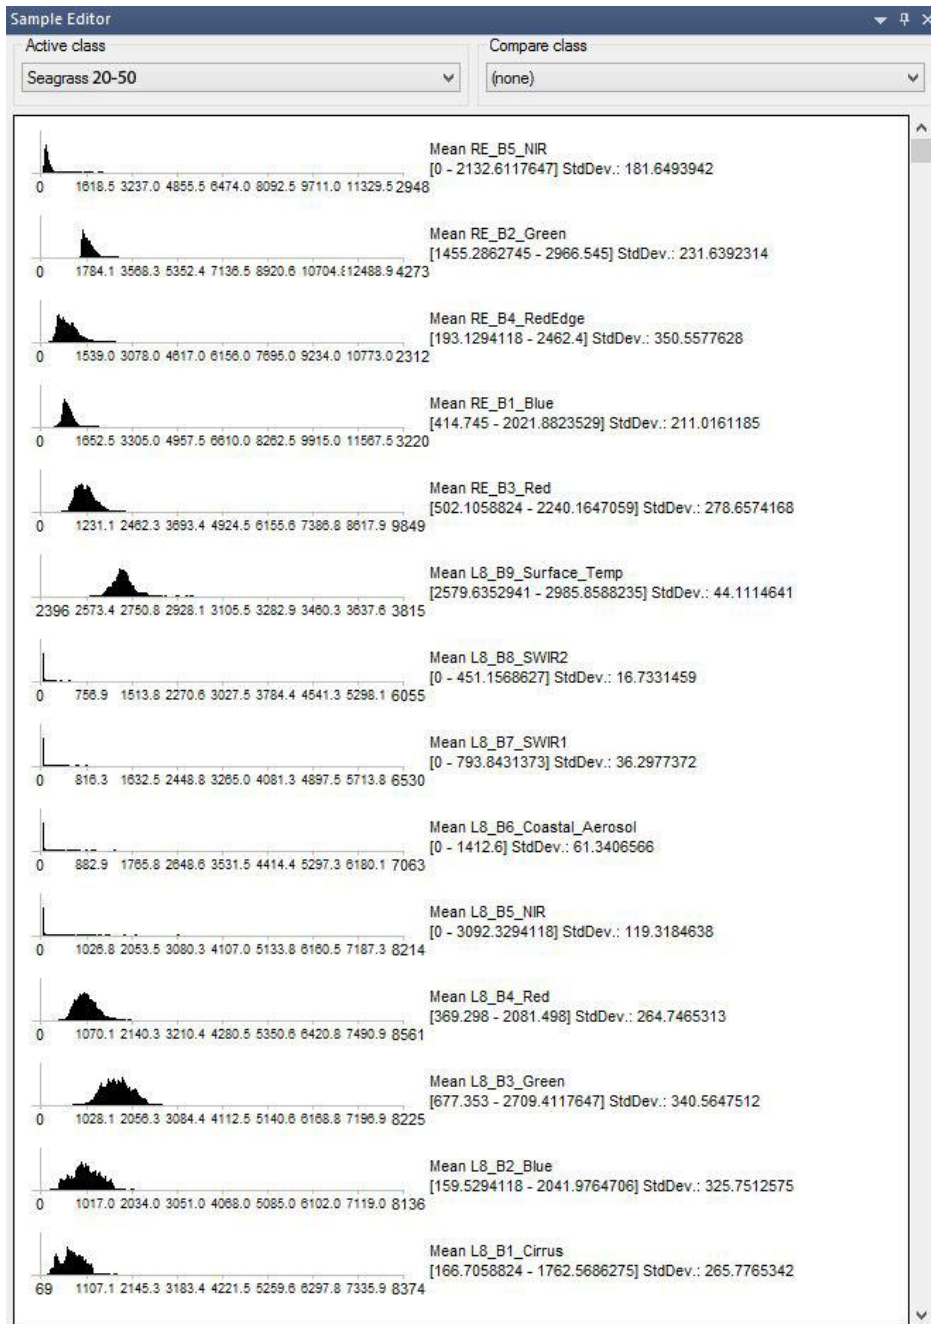 Sample Editor
Active class
Compare class
Seagrass 20-50
(none)
Mean RE_B5_NIR
[0 - 2132.6117647] StdDev.: 181.6493942
0 1618.5 3237.0 4855.5 6474.0 8092.5 9711.0 11329.5 2948
Mean RE_B2_Green
[1455.2862745 - 2966.545] StdDev.: 231.6392314
0 1784.1 3568.3 5352.4 7136.5 8920.6 10704.8 12488.9 4273
Mean RE_B4_RedEdge
[193.1294118 - 2462.4] StdDev.: 350.5577628
0 1539.0 3078.0 4617.0 6156.0 7695.0 9234.0 10773.0 2312
Mean RE_B1_Blue
[414.745 - 2021.8823529] StdDev.: 211.0161185
0 1652.5 3305.0 4957.5 6610.0 8262.5 9915.0 11567.5 3220
Mean RE_B3_Red
[502.1058824 - 2240.1647059] StdDev.: 278.6574168
0 1231.1 2462.3 3693.4 4924.5 6155.6 7386.8 8617.9 9849
Mean L8_B9_Surface_Temp
[2579.6352941 - 2985.8588235] StdDev.: 44.1114641
2396 2573.4 2750.8 2928.1 3105.5 3282.9 3460.3 3637.6 3815
Mean L8_B8_SWIR2
[0 - 451.1568627] StdDev.: 16.7331459
0 756.9 1513.8 2270.6 3027.5 3784.4 4541.3 5298.1 6055
Mean L8_B7_SWIR1
[0 - 793.8431373] StdDev.: 36.2977372
0 816.3 1632.5 2448.8 3265.0 4081.3 4897.5 5713.8 6530
Mean L8_B6_Coastal_Aerosol
[0 - 1412.6] StdDev.: 61.3406566
0 882.9 1765.8 2648.6 3531.5 4414.4 5297.3 6180.1 7063
Mean L8_B5_NIR
[0 - 3092.3294118] StdDev.: 119.3184638
0 1026.8 2053.5 3080.3 4107.0 5133.8 6160.5 7187.3 8214
Mean L8_B4_Red
[369.298 - 2081.498] StdDev.: 264.7465313
0 1070.1 2140.3 3210.4 4280.5 5350.6 6420.8 7490.9 8561
Mean L8_B3_Green
[677.353 - 2709.4117647] StdDev.: 340.5647512
0 1028.1 2056.3 3084.4 4112.5 5140.6 6168.8 7196.9 8225
Mean L8_B2_Blue
[159.5294118 - 2041.9764706] StdDev.: 325.7512575
0 1017.0 2034.0 3051.0 4068.0 5085.0 6102.0 7119.0 8136
Mean L8_B1_Cirrus
[166.7058824 - 1762.5686275] StdDev.: 265.7765342
69 1107.1 2145.3 3183.4 4221.5 5259.6 6297.8 7335.9 8374